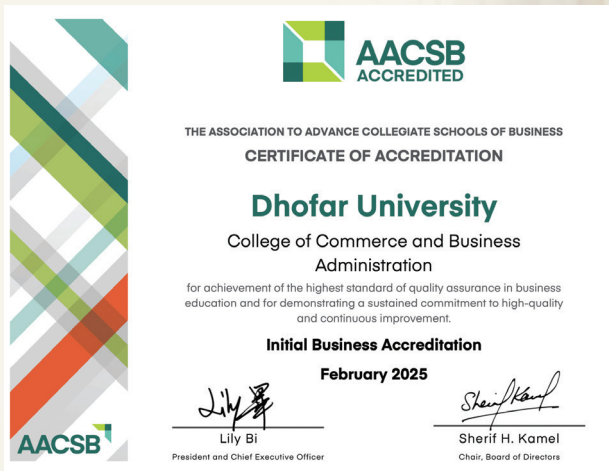 AACSB
ACCREDITED
THE ASSOCIATION TO ADVANCE COLLEGIATE SCHOOLS OF BUSINESS
CERTIFICATE OF ACCREDITATION
Dhofar University
College of Commerce and Business
Administration
for achievement of the highest standard of quality assurance in business
education and for demonstrating a sustained commitment to high-quality
and continuous improvement.
Initial Business Accreditation
February 2025
Lily Bi
President and Chief Executive Officer
Sherif H. Kamel
Chair, Board of Directors
AACSB